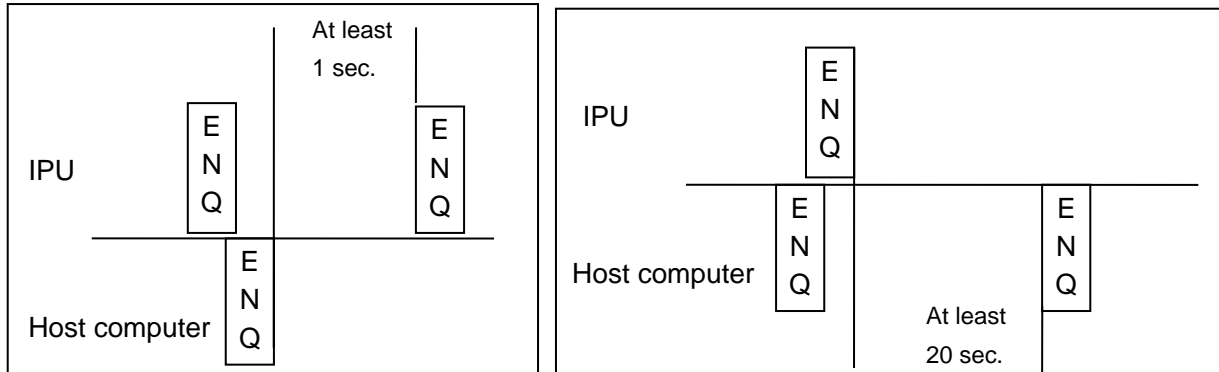 At least
1 sec.
E
N
Q
E
N
Q
IPU
E
N
Q
Host computer
E
N
Q
IPU
E
N
Q
E
N
Q
Host computer
At least
20 sec.